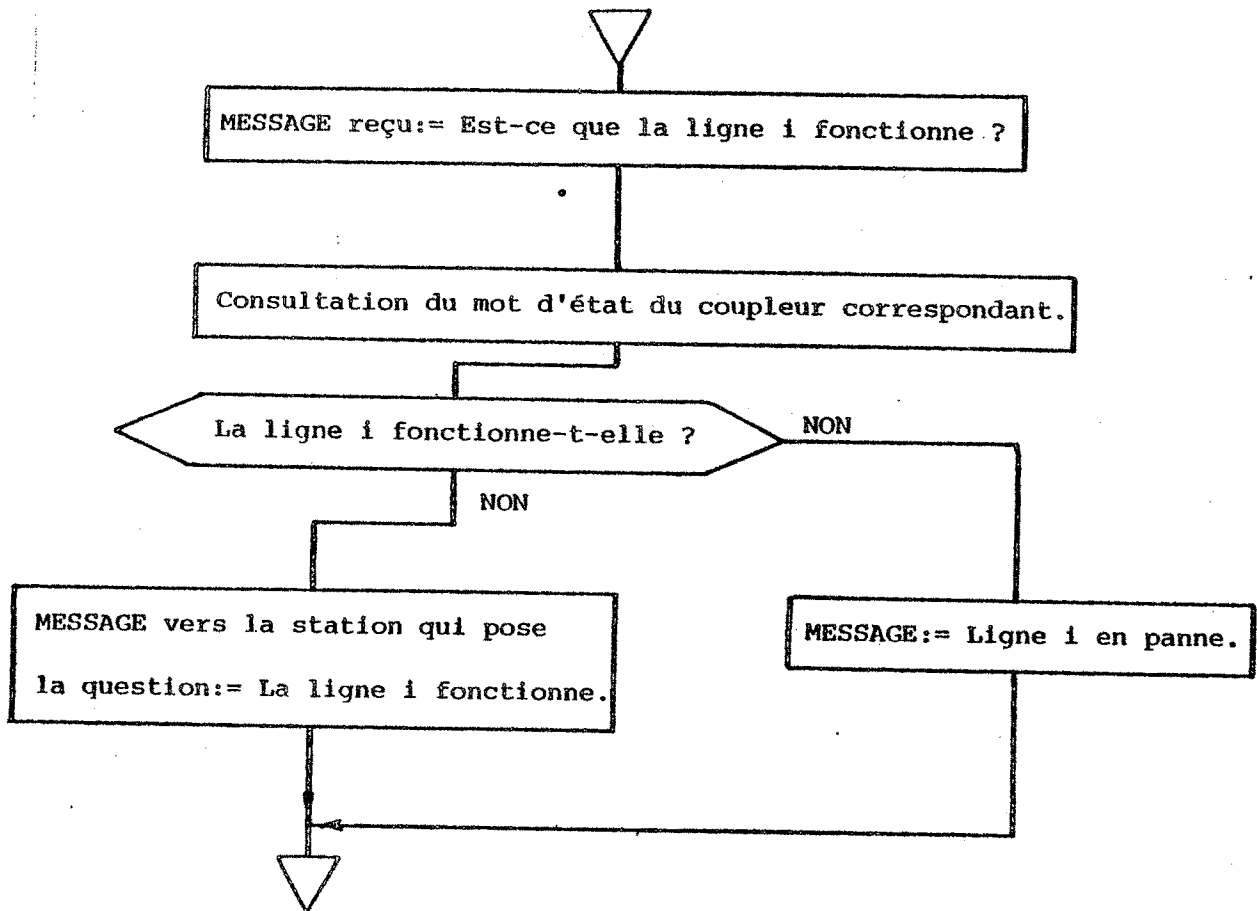 MESSAGE reçu:= Est-ce que la ligne i fonctionne ?
Consultation du mot d'état du coupleur correspondant.
La ligne i fonctionne-t-elle ?
NON
NON
MESSAGE vers la station qui pose
la question:= La ligne i fonctionne.
MESSAGE:= Ligne i en panne.